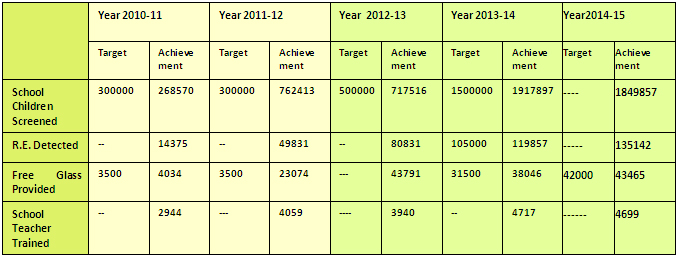 Year 2010-11 Year 2011-12 Year 2012-13 Year 2013-14 Year2014-15
Target Achieve Target Achieve Target Achieve Target Achieve Target Achieve
ment ment ment ment ment
School 300000 268570 300000 762413 500000 717516 1500000 1917897 ---- 1849857
Children
Screened
R.E. Detected -- 14375 -- 49831 -- 80831 105000 119857 ----- 135142
Free Glass 3500 4034 3500 23074 --- 43791 31500 38046 42000 43465
Provided
School -- 2944 --- 4059 ---- 3940 -- 4717 ------ 4699
Teacher
Trained